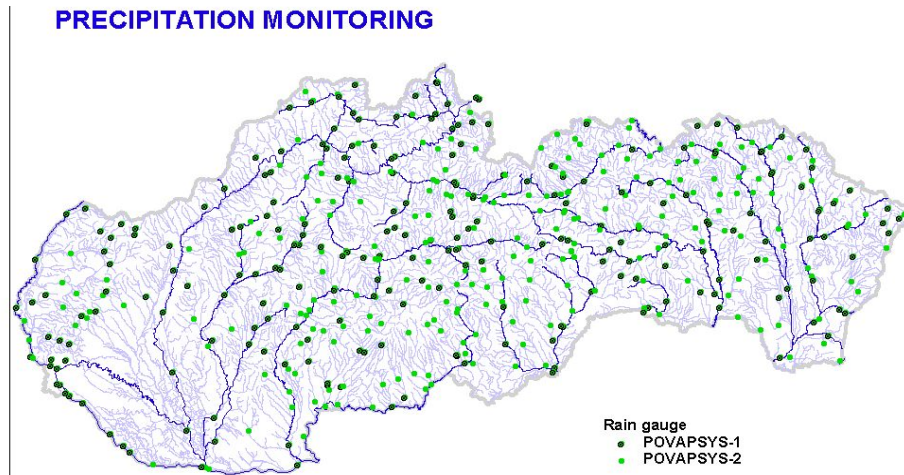 PRECIPITATION MONITORING
Rain gauge
POVAPSYS-1
POVAPSYS-2